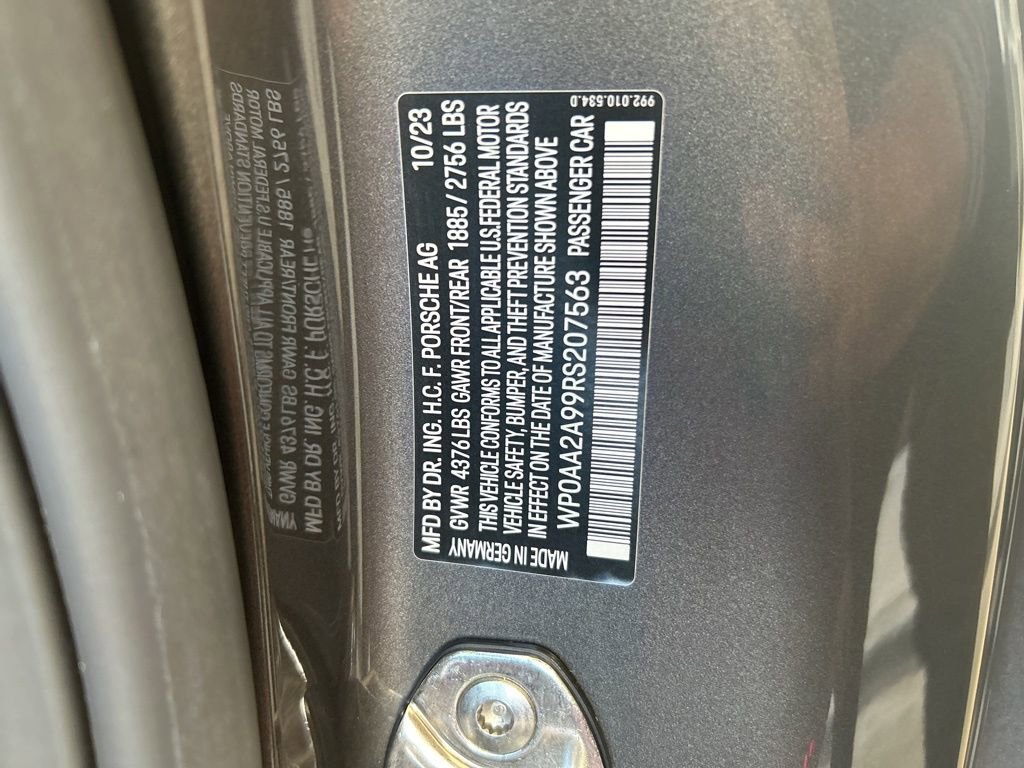 MFD BY DR. ING. H.C. F. PORSCHE AG 10/23
GVWR 4376 LBS GAWR FRONT/REAR 1885 / 2756 LBS
THIS VEHICLE CONFORMS TO ALL APPLICABLE U.S.FEDERAL MOTOR
VEHICLE SAFETY, BUMPER, AND THEFT PREVENTION STANDARDS
IN EFFECT ON THE DATE OF MANUFACTURE SHOWN ABOVE
WP0AA2A99RS207563 PASSENGER CAR
MADE IN GERMANY
992.010.534.D